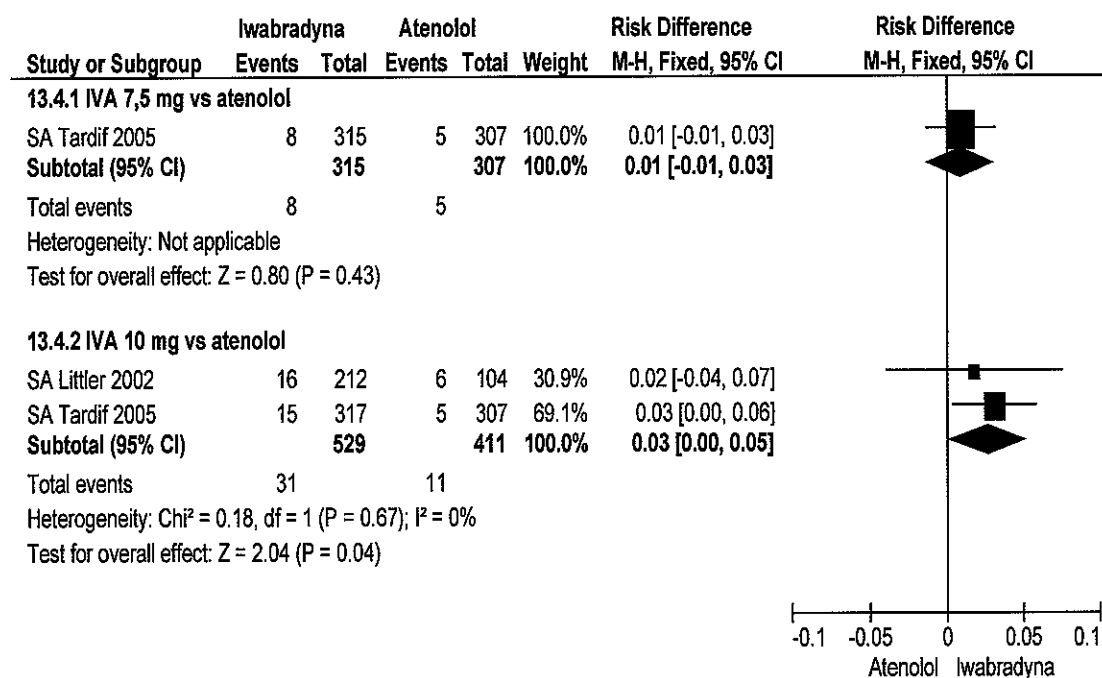 Iwabradyna Atenolol Risk Difference Risk Difference
Study or Subgroup Events Total Events Total Weight M-H, Fixed, 95% CI M-H, Fixed, 95% CI
13.4.1 IVA 7,5 mg vs atenolol
SA Tardif 2005 8 315 5 307 100.0% 0.01 [-0.01, 0.03]
Subtotal (95% CI) 315 307 100.0% 0.01 [-0.01, 0.03]
Total events 8 5
Heterogeneity: Not applicable
Test for overall effect: Z = 0.80 (P = 0.43)
13.4.2 IVA 10 mg vs atenolol
SA Littler 2002 16 212 6 104 30.9% 0.02 [-0.04, 0.07]
SA Tardif 2005 15 317 5 307 69.1% 0.03 [0.00, 0.06]
Subtotal (95% CI) 529 411 100.0% 0.03 [0.00, 0.05]
Total events 31 11
Heterogeneity: Chi² = 0.18, df = 1 (P = 0.67); I² = 0%
Test for overall effect: Z = 2.04 (P = 0.04)
-0.1 -0.05 0 0.05 0.1
Atenolol Iwabradyna